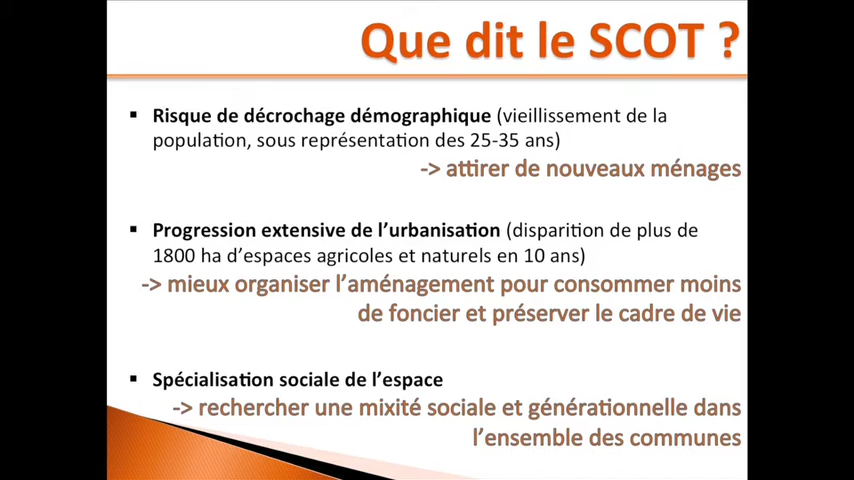 Que dit le SCOT ?
▪ Risque de décrochage démographique (vieillissement de la
population, sous représentation des 25-35 ans)
-> attirer de nouveaux ménages
▪ Progression extensive de l’urbanisation (disparition de plus de
1800 ha d’espaces agricoles et naturels en 10 ans)
-> mieux organiser l’aménagement pour consommer moins
de foncier et préserver le cadre de vie
▪ Spécialisation sociale de l’espace
-> rechercher une mixité sociale et générationnelle dans
l’ensemble des communes